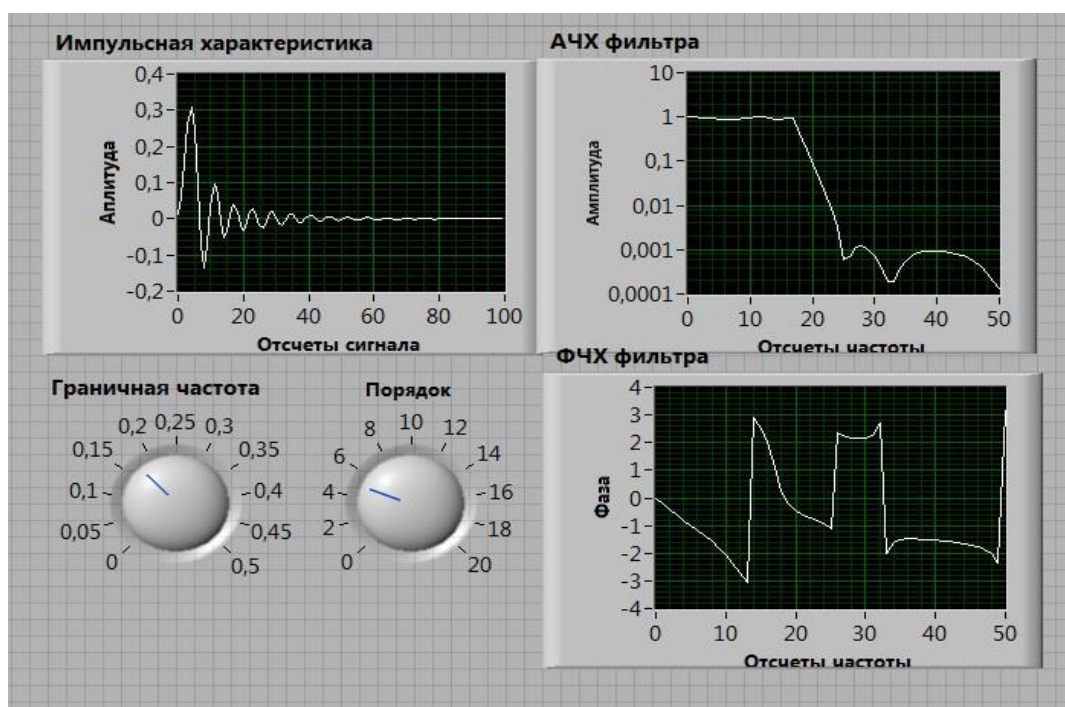 Импульсная характеристика
0,4
0,3
0,2
0,1
0
-0,1
-0,2
Аплитуда
0 20 40 60 80 100
Отсчеты сигнала
АЧХ фильтра
10
1
0,1
0,01
0,001
0,0001
Амплитуда
0 10 20 30 40 50
Отсчеты частоты
Граничная частота
0 0,05 0,1 0,15 0,2 0,25 0,3 0,35 0,4 0,45 0,5
Порядок
0 2 4 6 8 10 12 14 16 18 20
ФЧХ фильтра
4
3
2
1
0
-1
-2
-3
-4
Фаза
0 10 20 30 40 50
Отсчеты частоты